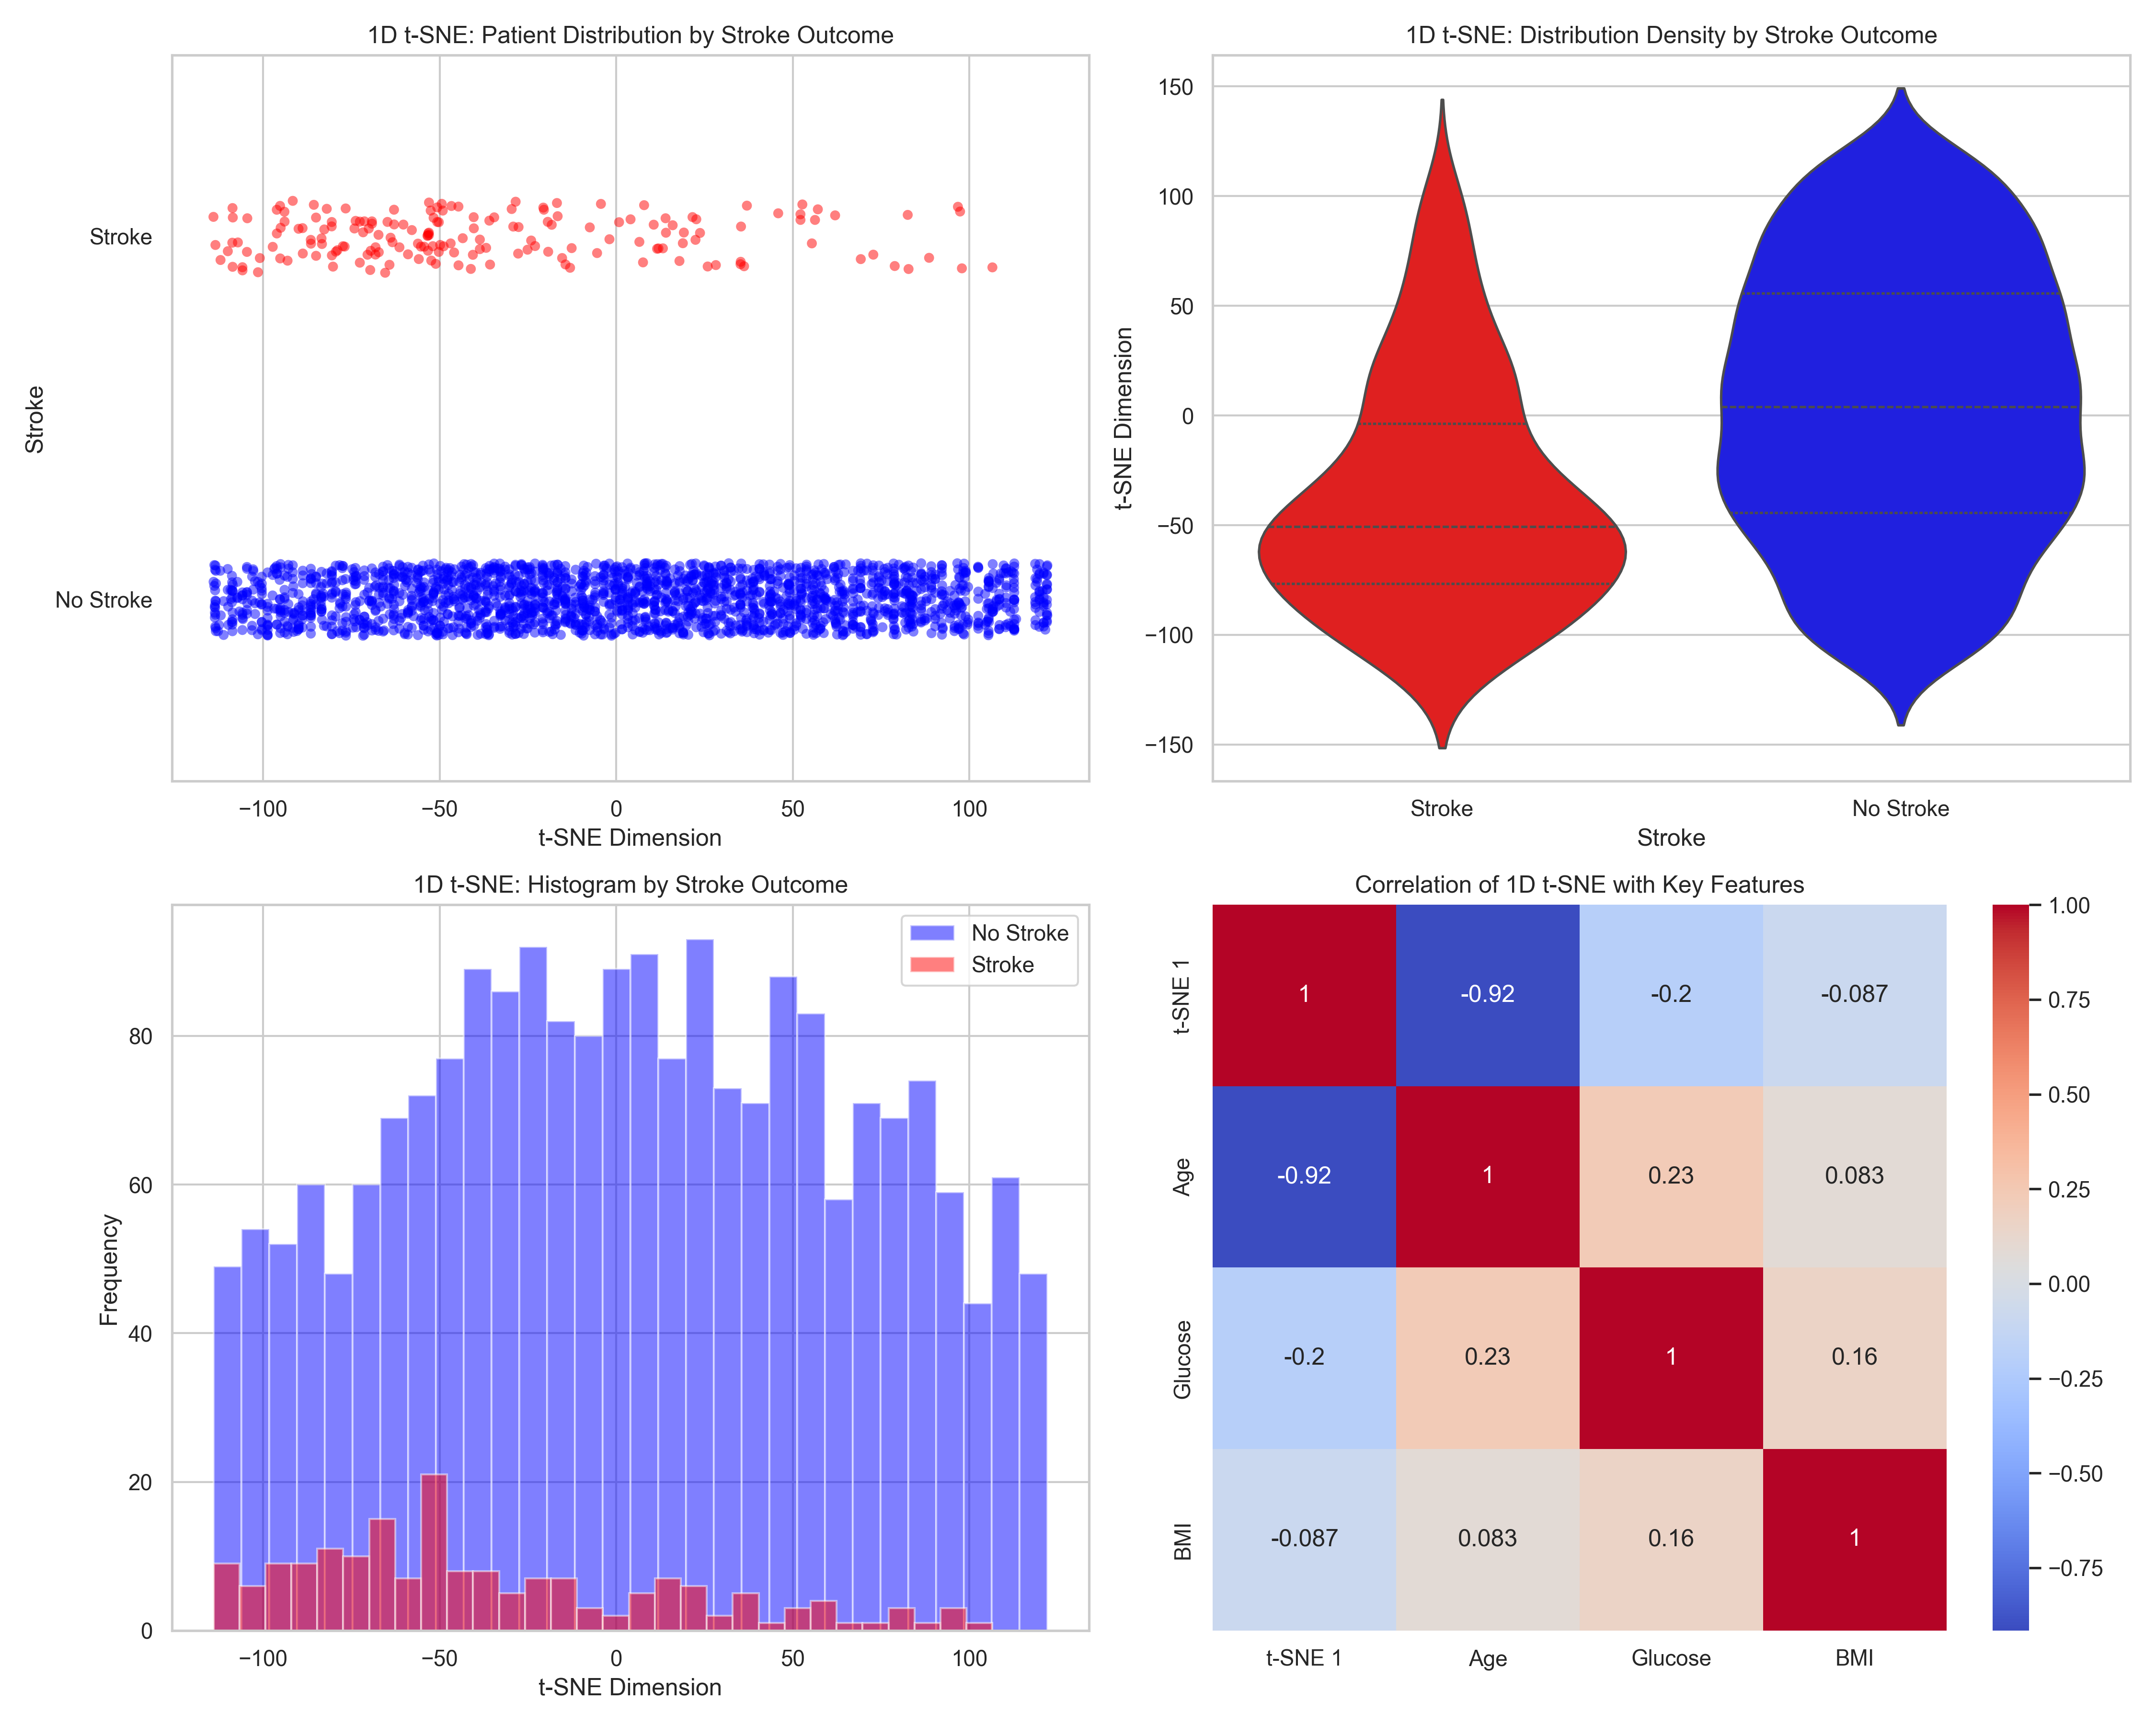 1D t-SNE: Patient Distribution by Stroke Outcome
Stroke
Stroke
No Stroke
−100 −50 0 50 100
t-SNE Dimension
1D t-SNE: Distribution Density by Stroke Outcome
t-SNE Dimension
150
100
50
0
−50
−100
−150
Stroke No Stroke
Stroke
1D t-SNE: Histogram by Stroke Outcome
No Stroke
Stroke
Frequency
80
60
40
20
0
−100 −50 0 50 100
t-SNE Dimension
Correlation of 1D t-SNE with Key Features
t-SNE 1
1 -0.92 -0.2 -0.087
Age
-0.92 1 0.23 0.083
Glucose
-0.2 0.23 1 0.16
BMI
-0.087 0.083 0.16 1
t-SNE 1 Age Glucose BMI
1.00
0.75
0.50
0.25
0.00
−0.25
−0.50
−0.75